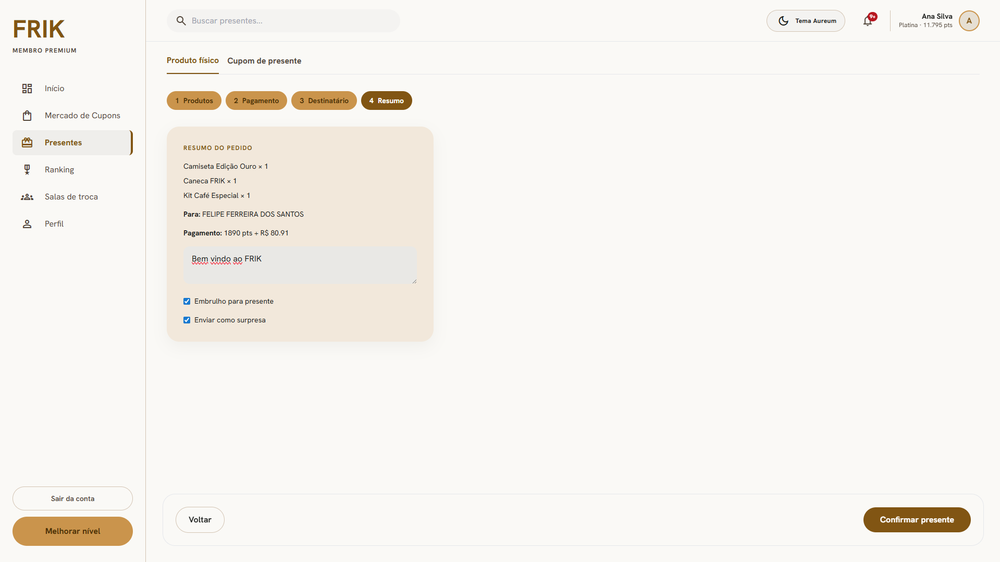 FRIK
MEMBRO PREMIUM
Início
Mercado de Cupons
Presentes
Ranking
Salas de troca
Perfil
Sair da conta
Melhorar nível
Buscar presentes...
Tema Aureum
9+
Ana Silva
Platina · 11.795 pts
A
Produto físico Cupom de presente
1 Produtos 2 Pagamento 3 Destinatário 4 Resumo
RESUMO DO PEDIDO
Camiseta Edição Ouro × 1
Caneca FRIK × 1
Kit Café Especial × 1
Para: FELIPE FERREIRA DOS SANTOS
Pagamento: 1890 pts + R$ 80.91
Bem vindo ao FRIK
Embrulho para presente
Enviar como surpresa
Voltar
Confirmar presente